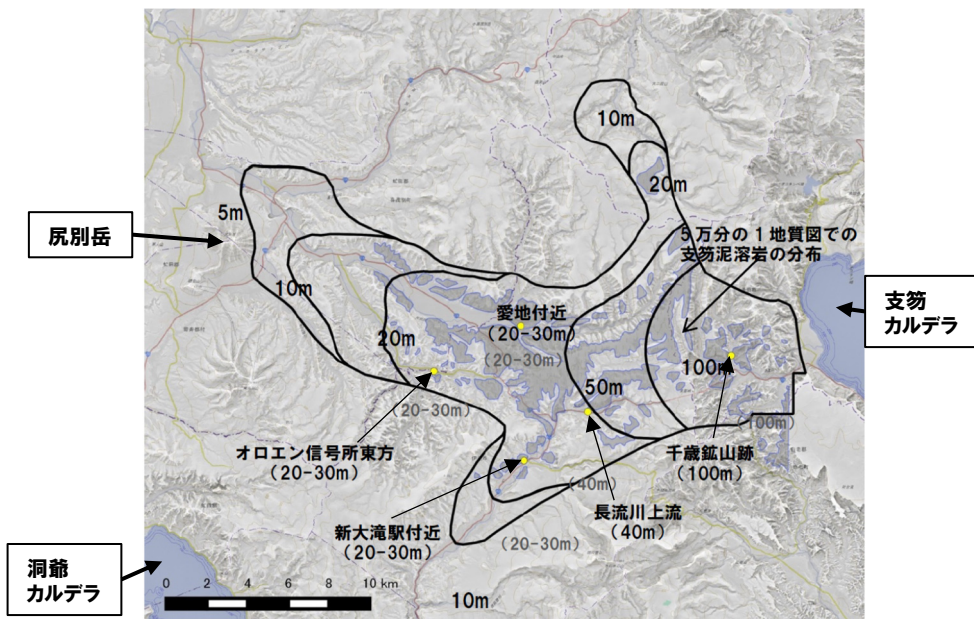 10m
20m
5万分の1地質図での
支笏泥溶岩の分布
5m
尻別岳
10m
愛地付近
(20-30m)
(20-30m)
支笏
カルデラ
20m
100m
50m
(20-30m)
(100m)
オロエン信号所東方
(20-30m)
千歳鉱山跡
(100m)
(40m)
長流川上流
(40m)
新大滝駅付近
(20-30m)
(20-30m)
洞爺
カルデラ
0 2 4 6 8 10 km
10m